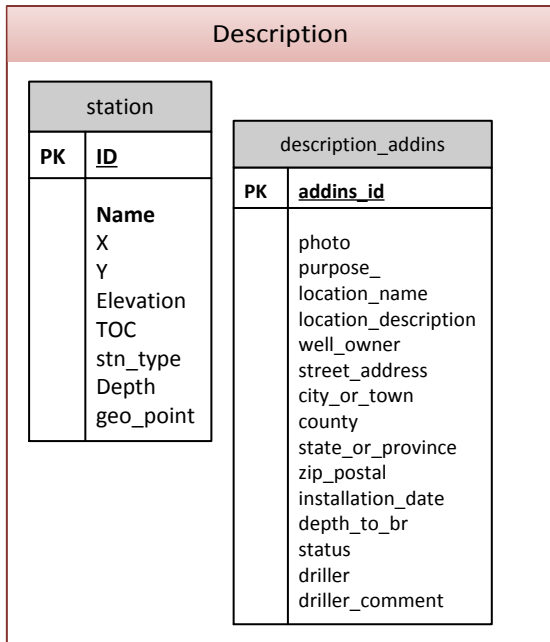 Description
station
PK ID
Name
X
Y
Elevation
TOC
stn_type
Depth
geo_point
description_addins
PK addins_id
photo
purpose_
location_name
location_description
well_owner
street_address
city_or_town
county
state_or_province
zip_postal
installation_date
depth_to_br
status
driller
driller_comment